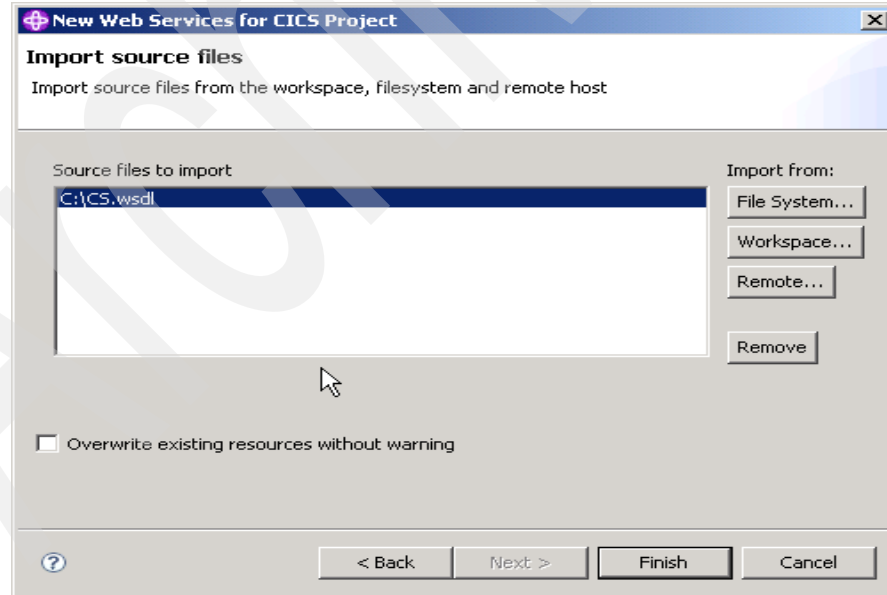 New Web Services for CICS Project
Import source files
Import source files from the workspace, filesystem and remote host
Source files to import
Import from:
C:\CS.wsdl
File System...
Workspace...
Remote...
Remove
Overwrite existing resources without warning
< Back
Next >
Finish
Cancel